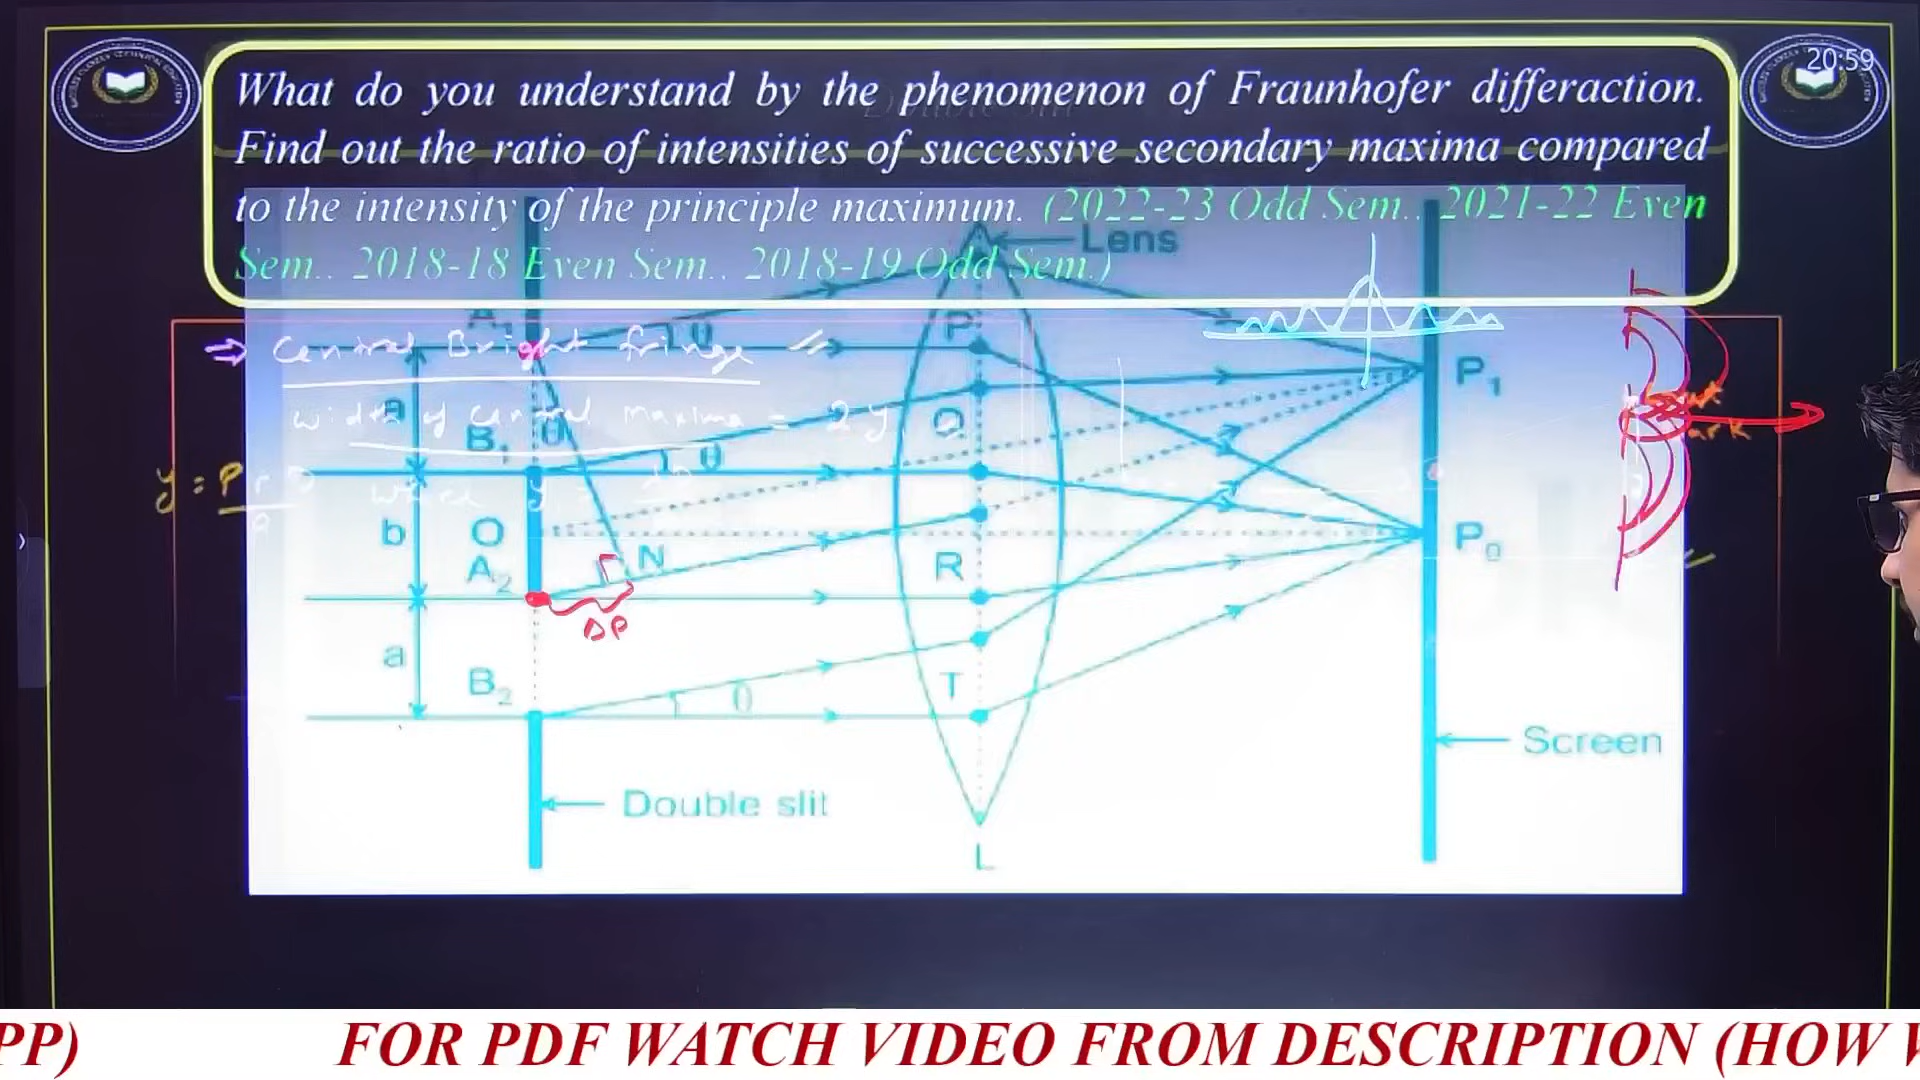 20:59
What do you understand by the phenomenon of Fraunhofer differaction.
Find out the ratio of intensities of successive secondary maxima compared
to the intensity of the principle maximum. (2022-23 Odd Sem., 2021-22 Even
Sem., 2018-18 Even Sem., 2018-19 Odd Sem.)
Lens
A1 θ P
⇒ Central Bright fringe
P1
a
width of central maxima = 2y
B1 θ Q
θ
ark
y =
b
O
N
P0
A2
R
ΔP
a
B2
θ
T
Screen
Double slit
L
PP) FOR PDF WATCH VIDEO FROM DESCRIPTION (HOW